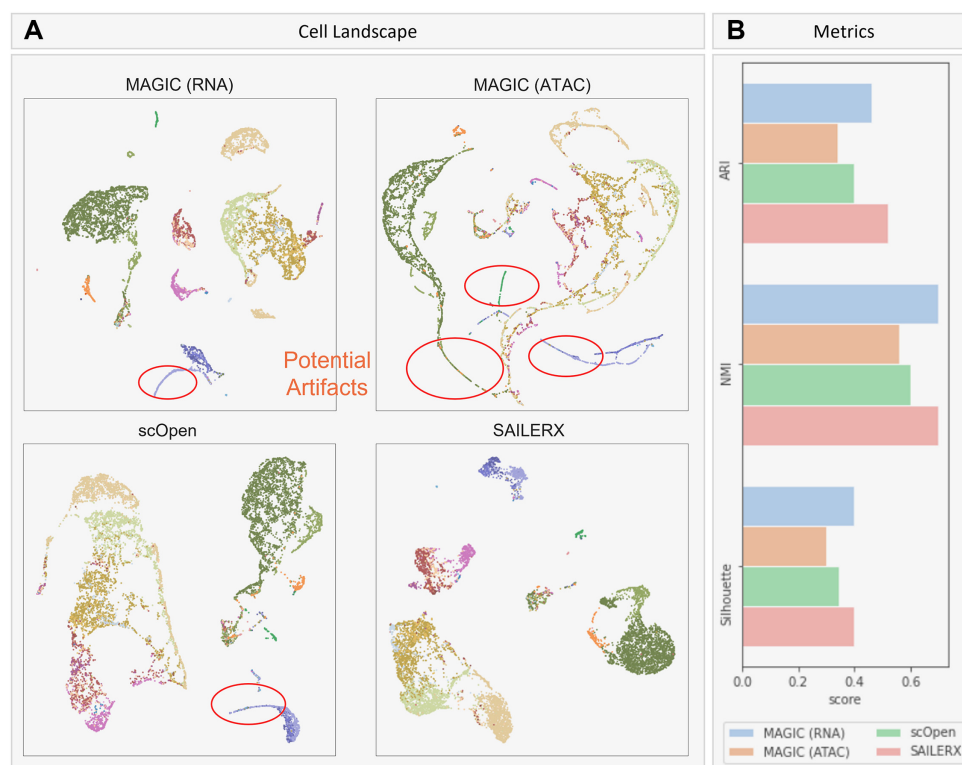 A
Cell Landscape
B
Metrics
MAGIC (RNA)
MAGIC (ATAC)
Potential
Artifacts
scOpen
SAILERX
ARI
NMI
Silhouette
0.0
0.2
0.4
0.6
score
MAGIC (RNA)
scOpen
MAGIC (ATAC)
SAILERX